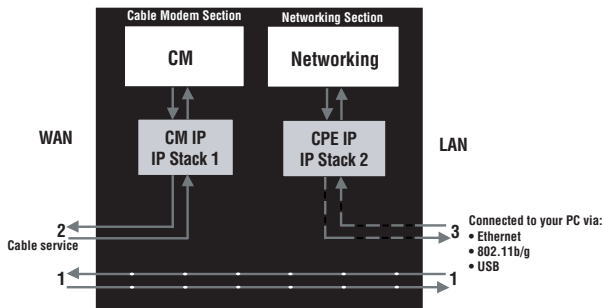 Cable Modem Section
Networking Section
CM
Networking
WAN
CM IP
IP Stack 1
CPE IP
IP Stack 2
LAN
2
Cable service
3
Connected to your PC via:
• Ethernet
• 802.11b/g
• USB
1
1